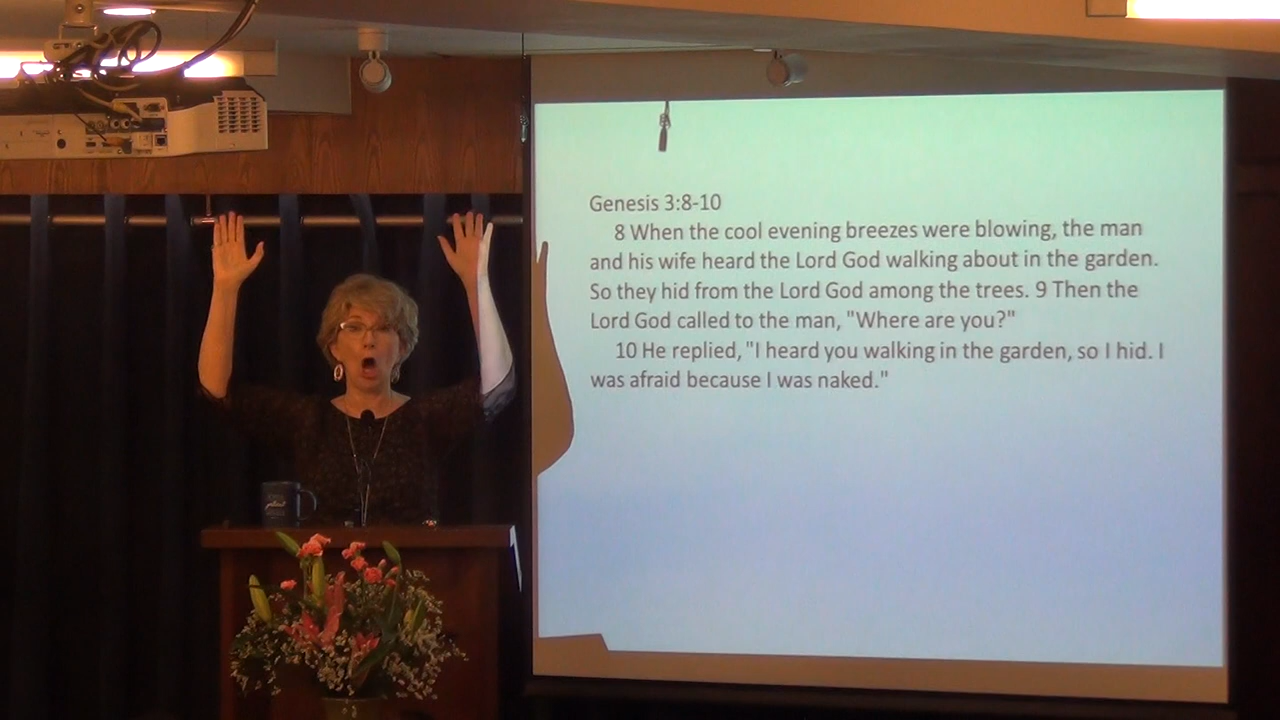 Genesis 3:8-10
8 When the cool evening breezes were blowing, the man
and his wife heard the Lord God walking about in the garden.
So they hid from the Lord God among the trees. 9 Then the
Lord God called to the man, "Where are you?"
10 He replied, "I heard you walking in the garden, so I hid. I
was afraid because I was naked."